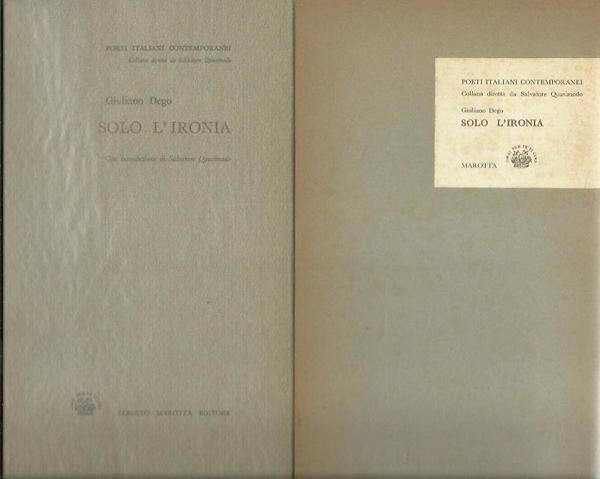 POETI ITALIANI CONTEMPORANEI
Collana diretta da Salvatore Quasimodo
Giuliano Dego
SOLO L'IRONIA
Con introduzione di Salvatore Quasimodo
ALBERTO MAROTTA EDITORE
POETI ITALIANI CONTEMPORANEI
Collana diretta da Salvatore Quasimodo
Giuliano Dego
SOLO L'IRONIA
MAROTTA